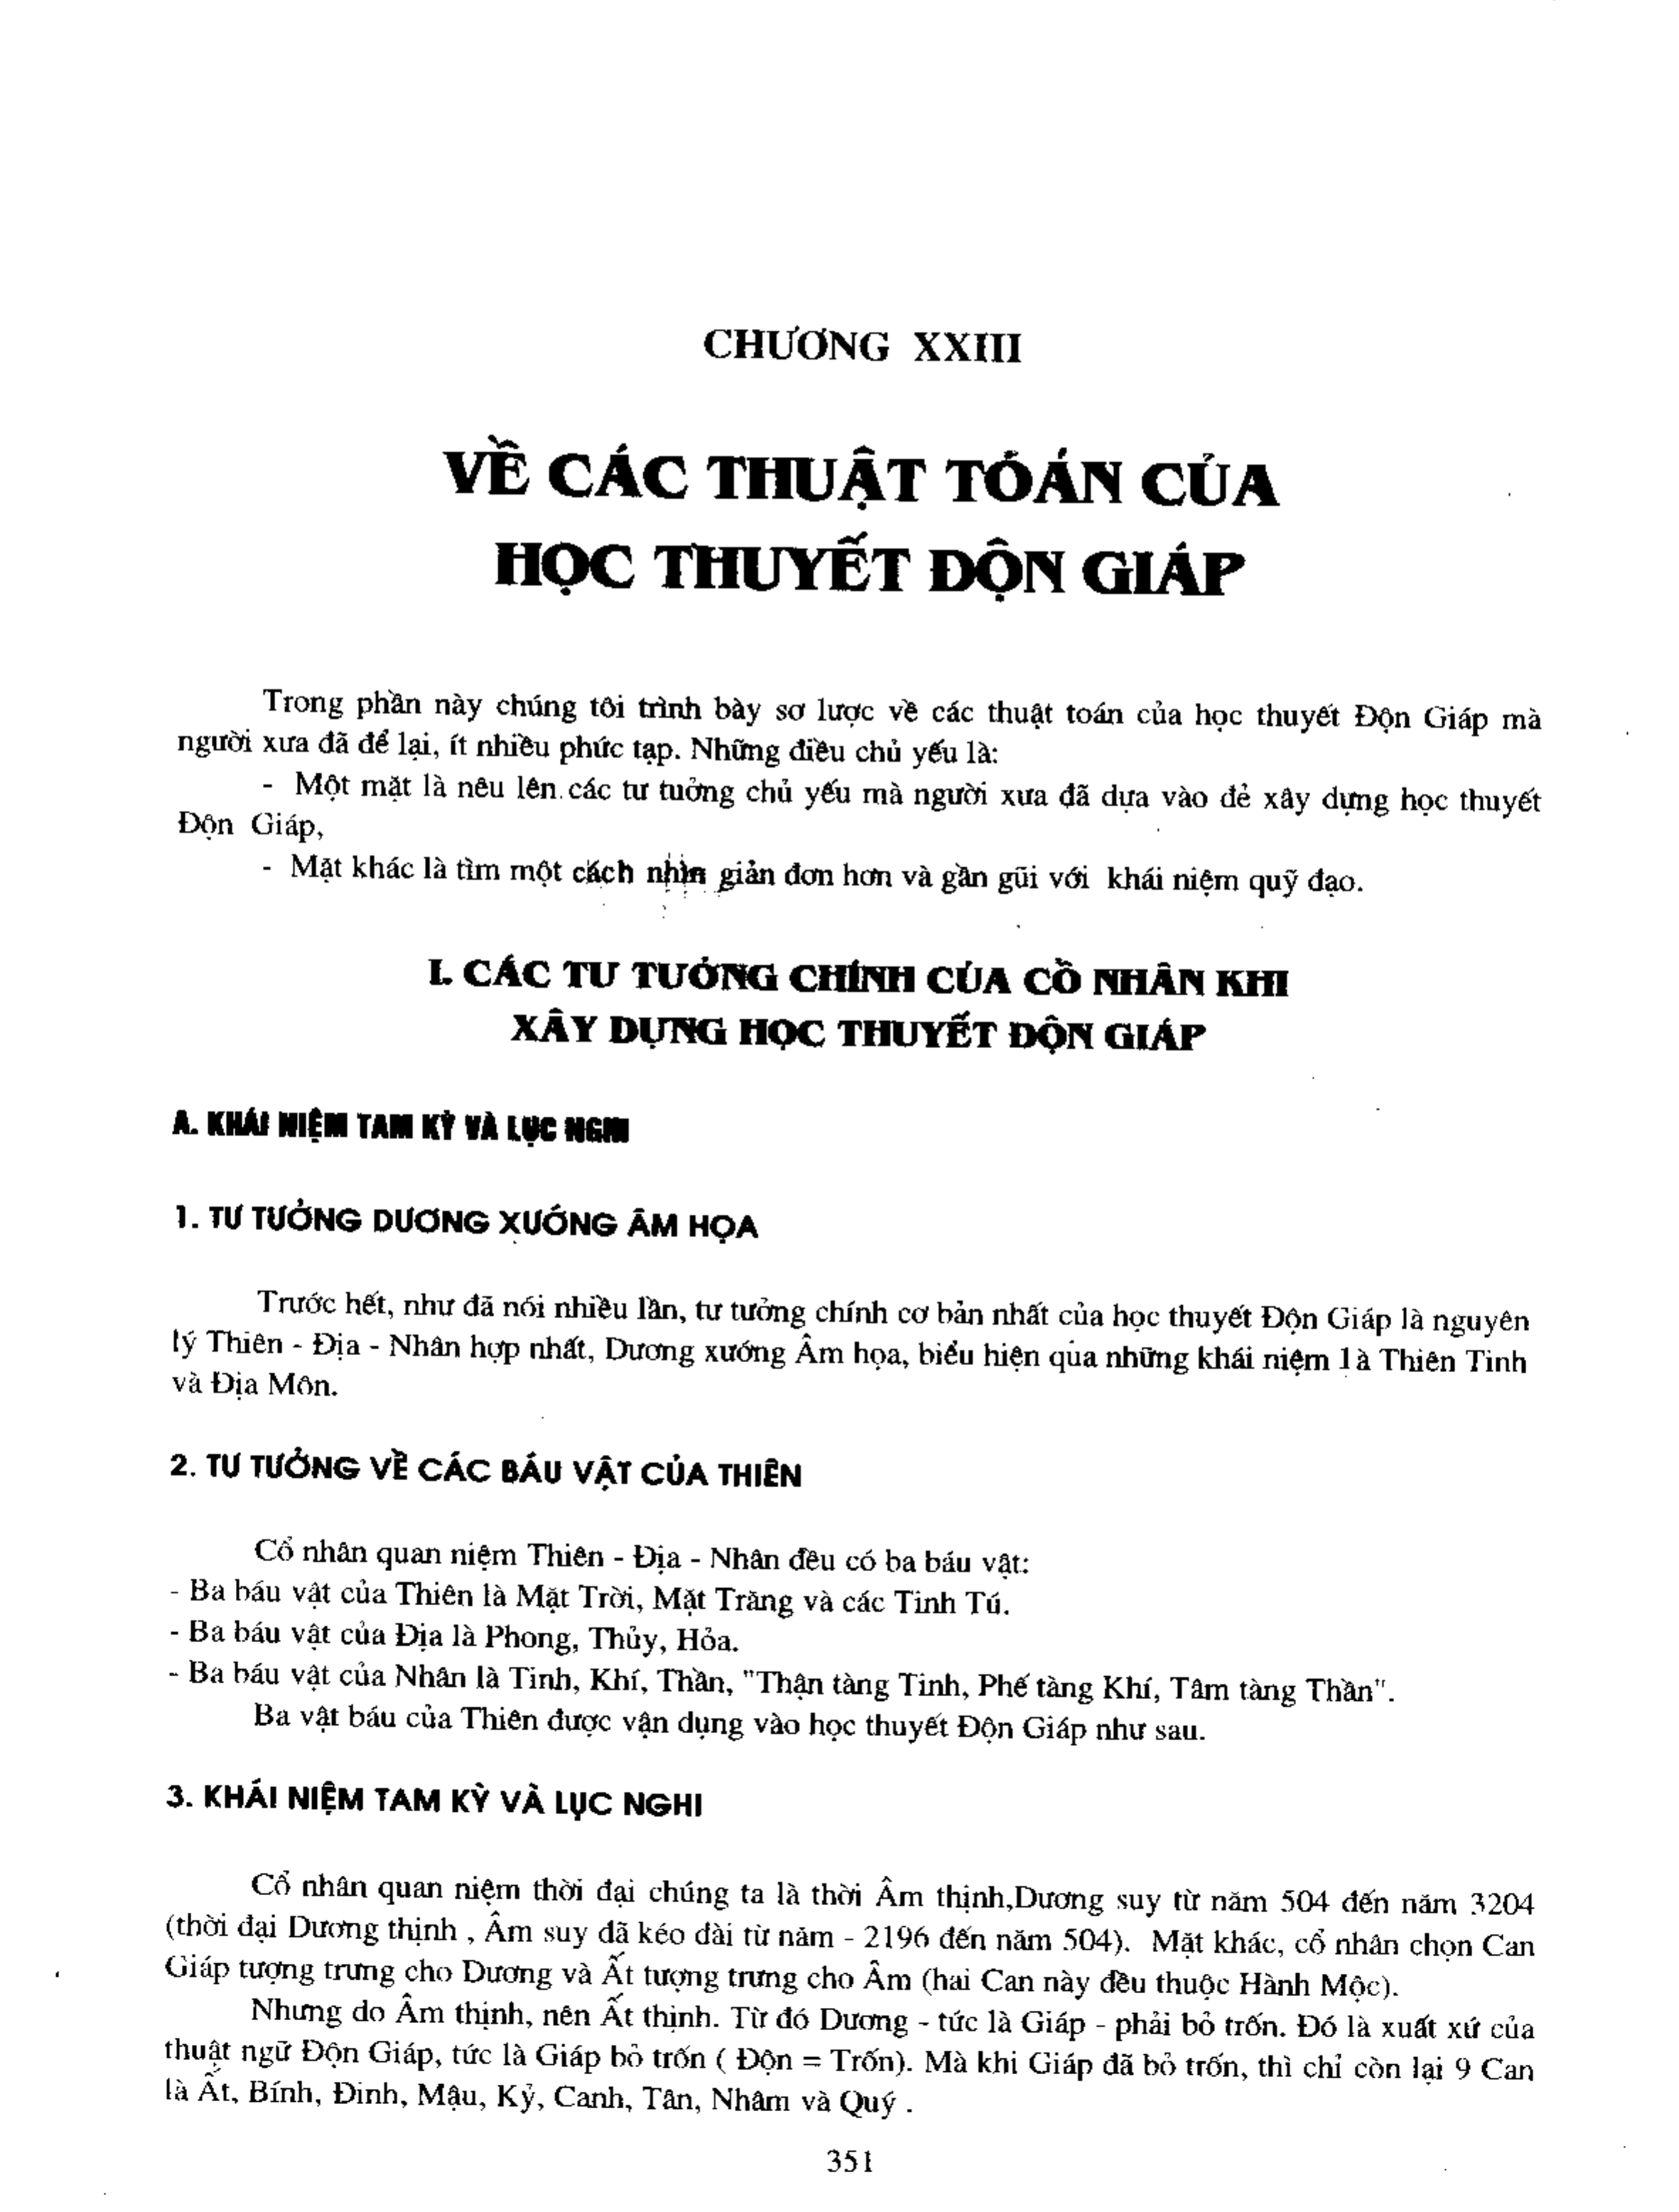 CHƯƠNG XXIII
VỀ CÁC THUẬT TOÁN CỦA
HỌC THUYẾT ĐỘN GIÁP
Trong phần này chúng tôi trình bày sơ lược về các thuật toán của học thuyết Độn Giáp mà
người xưa đã để lại, ít nhiều phức tạp. Những điều chủ yếu là:
- Một mặt là nêu lên các tư tuởng chủ yếu mà người xưa đã dựa vào đẻ xây dựng học thuyết
Độn Giáp,
- Mặt khác là tìm một cách nhìn giản đơn hơn và gần gũi với khái niệm quỹ đạo.
I. CÁC TƯ TƯỞNG CHÍNH CỦA CỔ NHÂN KHI
XÂY DỰNG HỌC THUYẾT ĐỘN GIÁP
A. KHÁI NIỆM TAM KỲ VÀ LỤC NGHI
1. TƯ TƯỞNG DƯƠNG XƯỚNG ÂM HỌA
Trước hết, như đã nói nhiều lần, tư tưởng chính cơ bản nhất của học thuyết Độn Giáp là nguyên
lý Thiên - Địa - Nhân hợp nhất, Dương xướng Âm họa, biểu hiện qủa những khái niệm là Thiên Tinh
và Địa Môn.
2. TƯ TƯỞNG VỀ CÁC BÁU VẬT CỦA THIÊN
Cổ nhân quan niệm Thiên - Địa - Nhân đều có ba báu vật:
- Ba báu vật của Thiên là Mặt Trời, Mặt Trăng và các Tinh Tú.
- Ba báu vật của Địa là Phong, Thủy, Hỏa.
- Ba báu vật của Nhân là Tinh, Khí, Thần, "Thận tàng Tinh, Phế tàng Khí, Tâm tàng Thần".
Ba vật báu của Thiên được vận dụng vào học thuyết Độn Giáp như sau.
3. KHÁI NIỆM TAM KỲ VÀ LỤC NGHI
Cổ nhân quan niệm thời đại chúng ta là thời Âm thịnh,Dương suy từ năm 504 đến năm 3204
(thời đại Dương thịnh , Âm suy đã kéo dài từ năm - 2196 đến năm 504). Mặt khác, cổ nhân chọn Can
Giáp tượng trưng cho Dương và Ất tượng trưng cho Âm (hai Can này đều thuộc Hành Mộc).
Nhưng do Âm thịnh, nên Ất thịnh. Từ đó Dương - tức là Giáp - phải bỏ trốn. Đó là xuất xứ của
thuật ngữ Độn Giáp, tức là Giáp bỏ trốn ( Độn = Trốn). Mà khi Giáp đã bỏ trốn, thì chỉ còn lại 9 Can
là Ất, Bính, Đinh, Mậu, Kỷ, Canh, Tân, Nhâm và Quý .
351